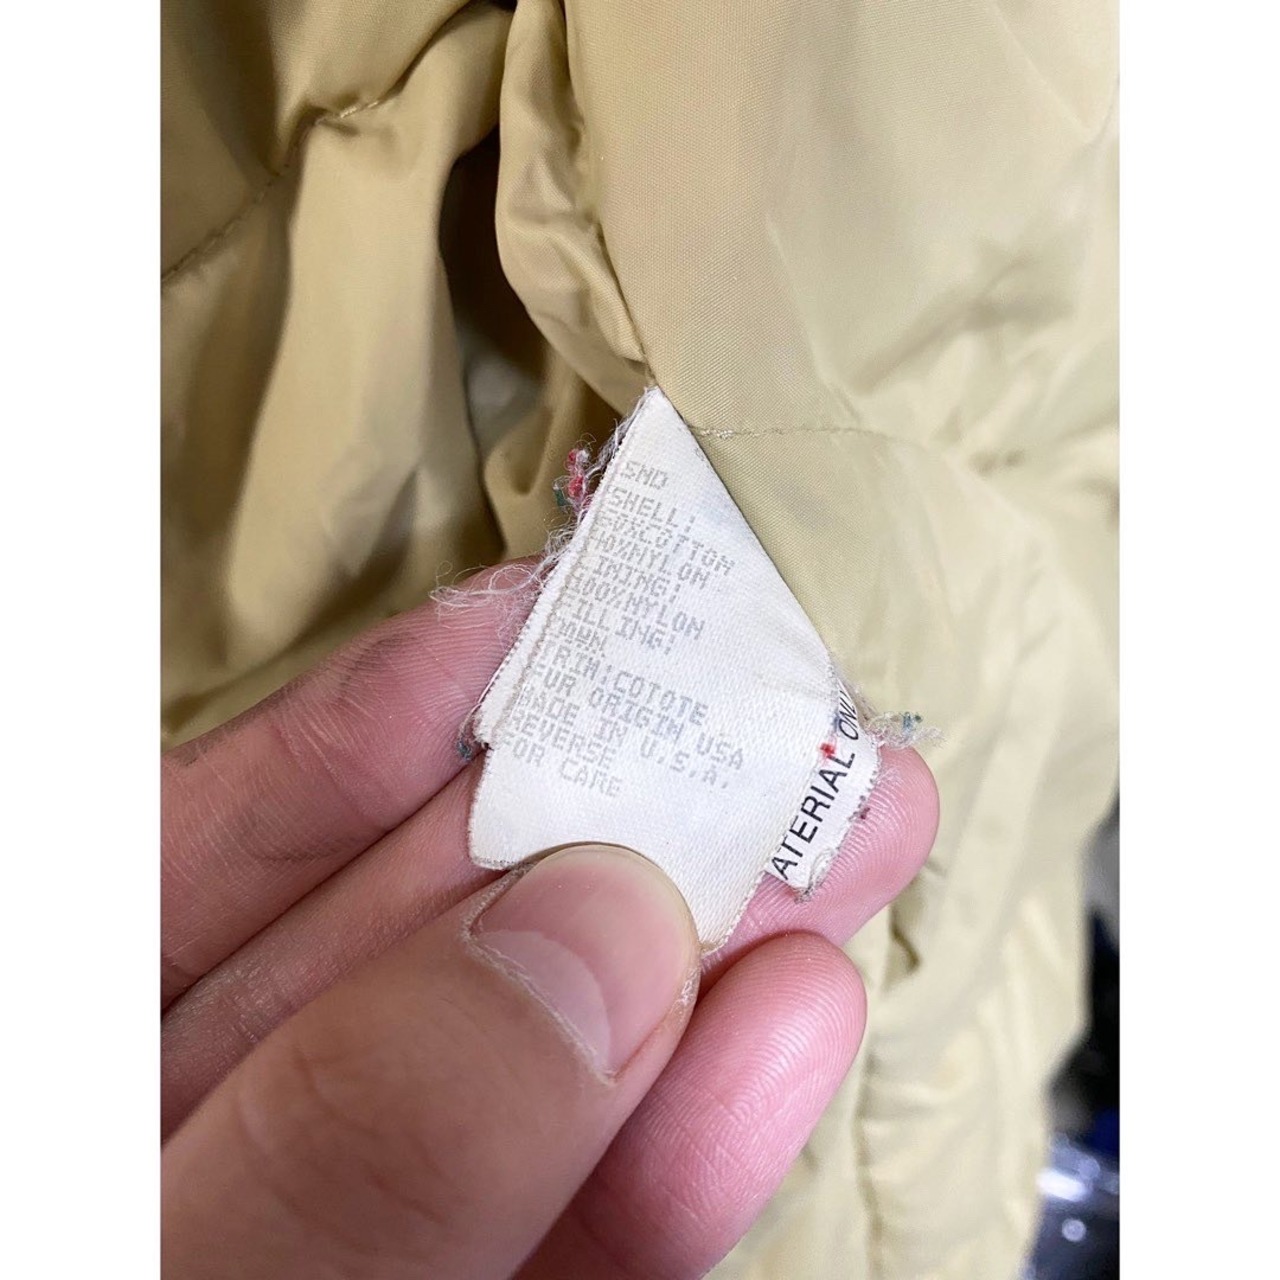 SMD
SHELL:
COTTON
NYLON
LINING:
100%NYLON
FILLING:
TRIM:COYOTE
FUR ORIGIN USA
MADE IN U.S.A.
REVERSE
FOR CARE
ATERIAL ONL